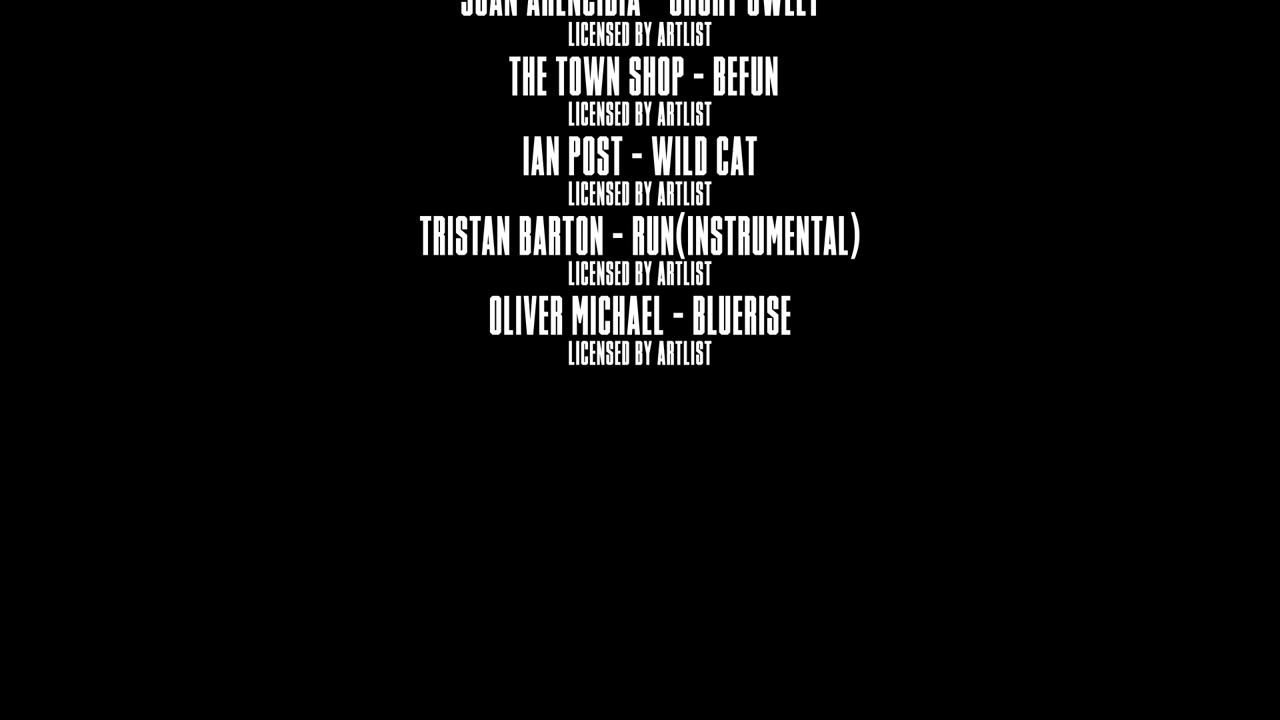 LICENSED BY ARTLIST
THE TOWN SHOP - BEFUN
LICENSED BY ARTLIST
IAN POST - WILD CAT
LICENSED BY ARTLIST
TRISTAN BARTON - RUN(INSTRUMENTAL)
LICENSED BY ARTLIST
OLIVER MICHAEL - BLUERISE
LICENSED BY ARTLIST